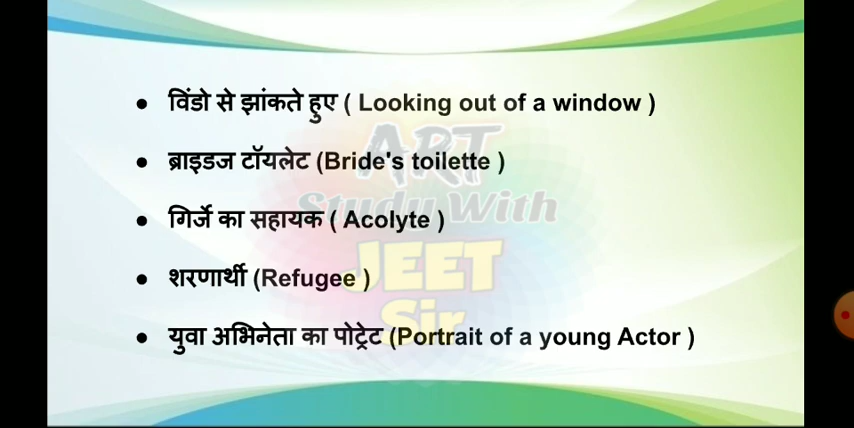 • विंडो से झांकते हुए ( Looking out of a window )
• ब्राइडज टॉयलेट (Bride's toilette )
• गिर्जे का सहायक ( Acolyte )
• शरणार्थी (Refugee )
• युवा अभिनेता का पोट्रेट (Portrait of a young Actor )
ART
Study With
JEET
Sir